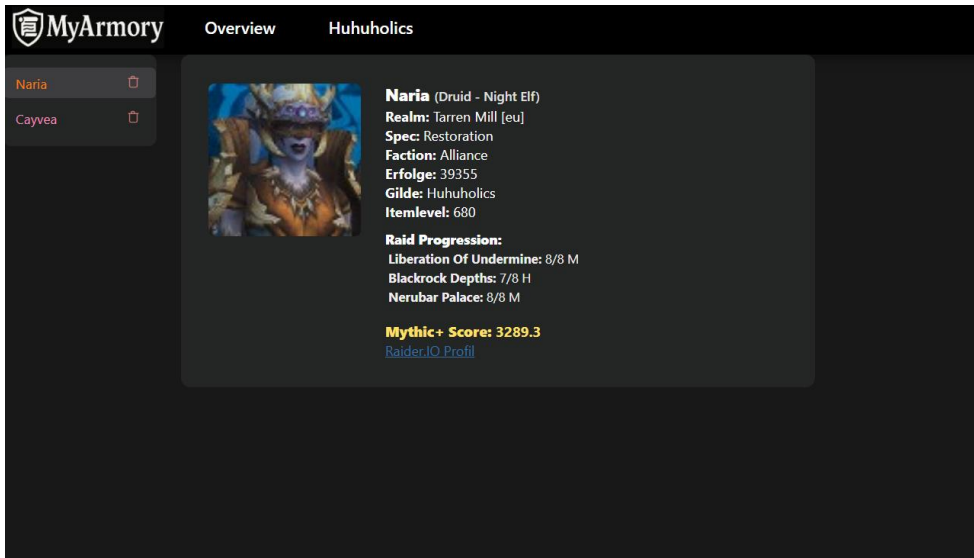 MyArmory
Overview
Huhuholics
Naria
Cayvea
Naria (Druid - Night Elf)
Realm: Tarren Mill [eu]
Spec: Restoration
Faction: Alliance
Erfolge: 39355
Gilde: Huhuholics
Itemlevel: 680
Raid Progression:
Liberation Of Undermine: 8/8 M
Blackrock Depths: 7/8 H
Nerubar Palace: 8/8 M
Mythic+ Score: 3289.3
Raider.IO Profil